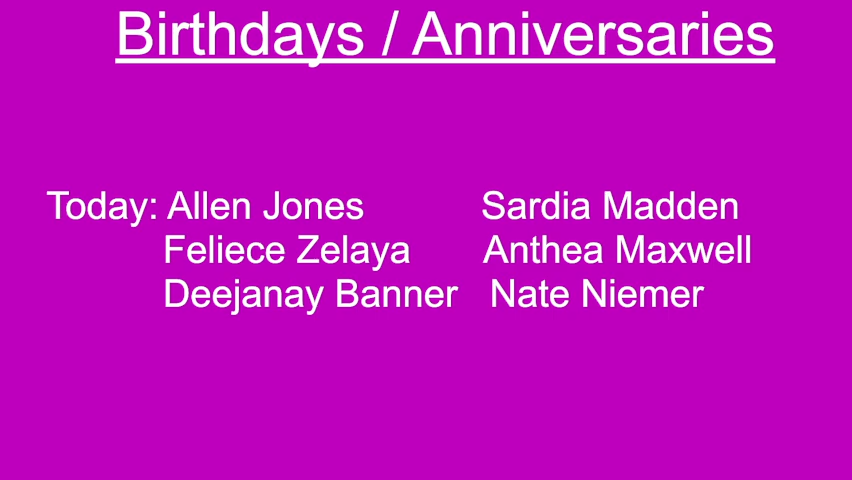 Birthdays / Anniversaries
Today: Allen Jones Sardia Madden
Feliece Zelaya Anthea Maxwell
Deejanay Banner Nate Niemer